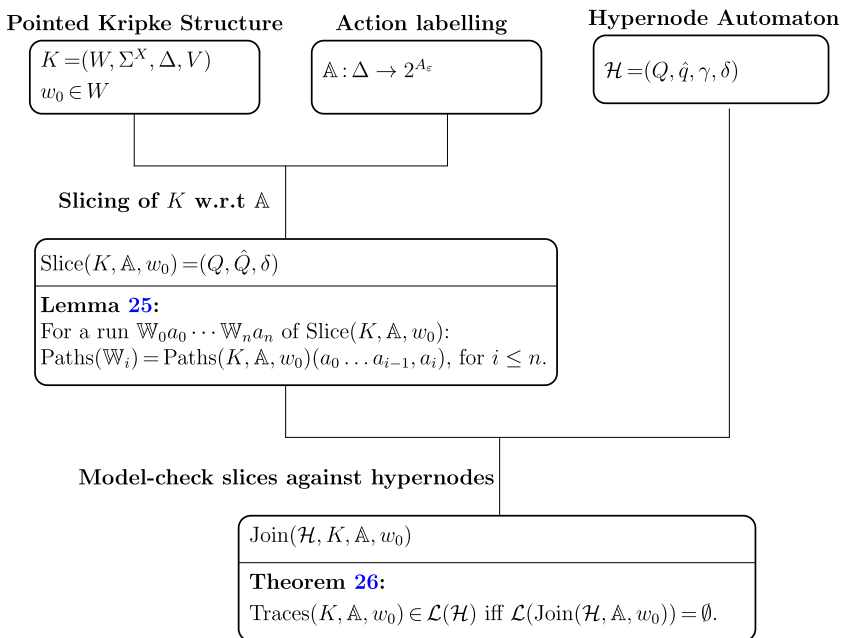 Pointed Kripke Structure
Action labelling
Hypernode Automaton
K=(W, Σ^X, Δ, V)
w₀ ∈ W
𝔸 : Δ → 2^{A_ε}
ℋ=(Q, q̂, γ, δ)
Slicing of K w.r.t 𝔸
Slice(K, 𝔸, w₀)=(Q, Q̂, δ)
Lemma 25:
For a run 𝕎₀a₀ ⋯ 𝕎ₙaₙ of Slice(K, 𝔸, w₀):
Paths(𝕎ᵢ) = Paths(K, 𝔸, w₀)(a₀ … aᵢ₋₁, aᵢ), for i ≤ n.
Model-check slices against hypernodes
Join(ℋ, K, 𝔸, w₀)
Theorem 26:
Traces(K, 𝔸, w₀) ∈ ℒ(ℋ) iff ℒ(Join(ℋ, 𝔸, w₀)) = ∅.